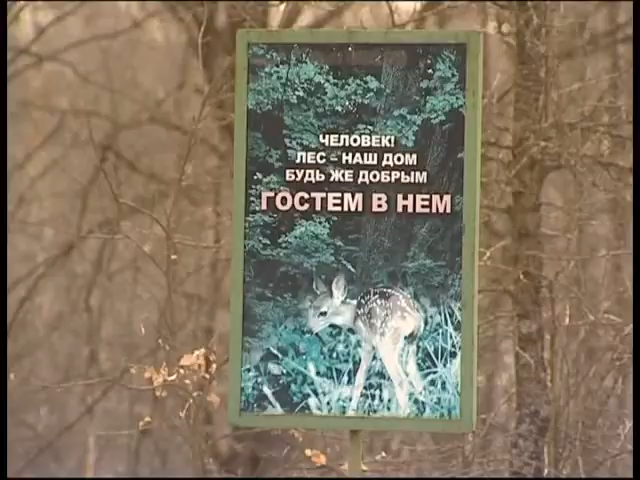 ЧЕЛОВЕК!
ЛЕС - НАШ ДОМ
БУДЬ ЖЕ ДОБРЫМ
ГОСТЕМ В НЕМ